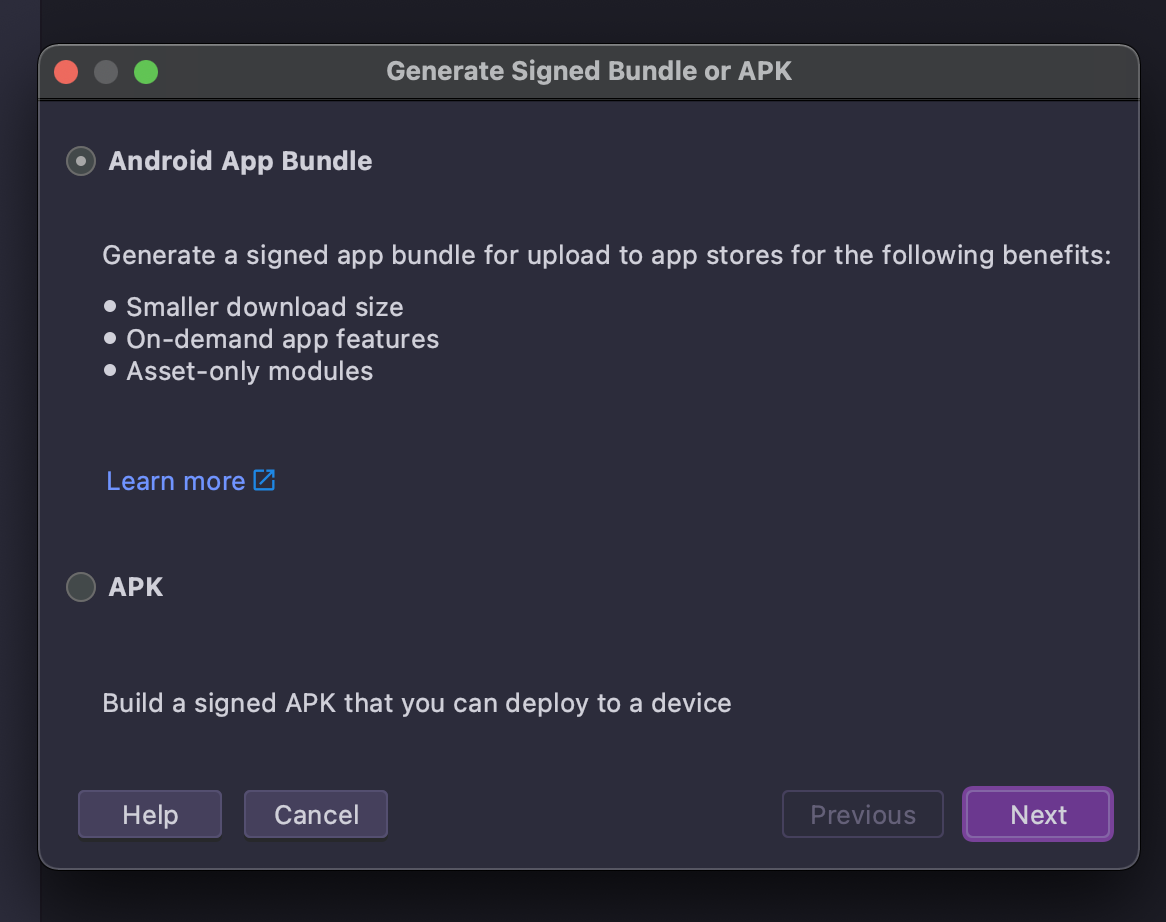 Generate Signed Bundle or APK
Android App Bundle
Generate a signed app bundle for upload to app stores for the following benefits:
• Smaller download size
• On-demand app features
• Asset-only modules
Learn more
APK
Build a signed APK that you can deploy to a device
Help Cancel Previous Next